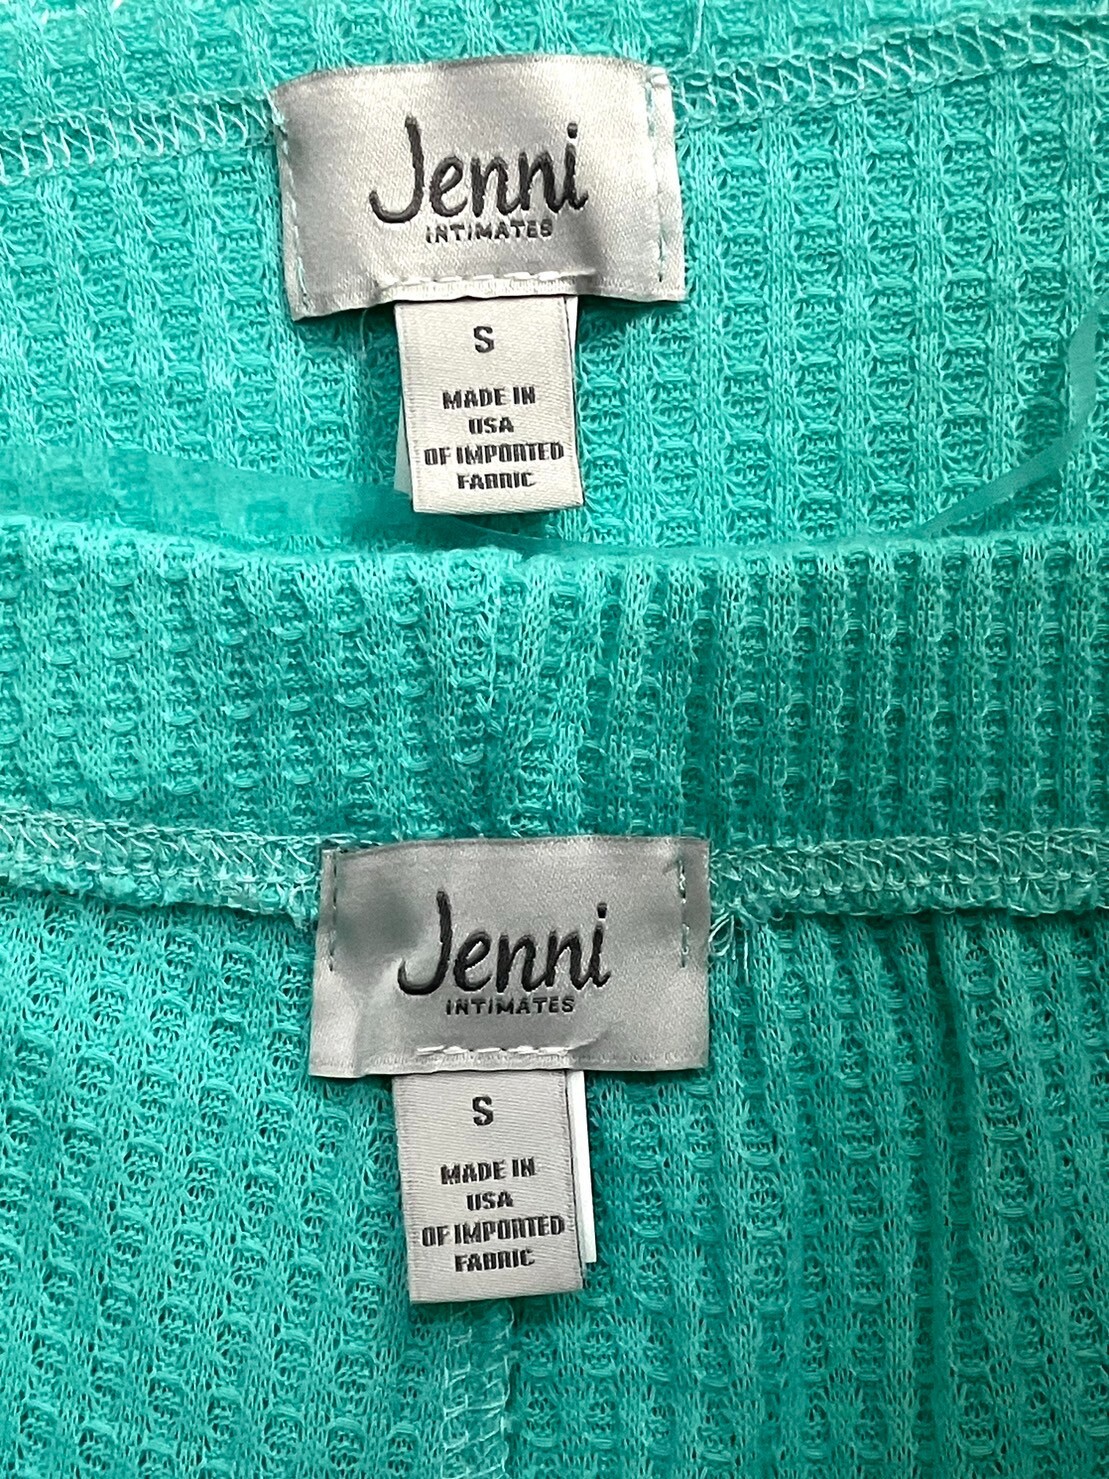 Jenni
INTIMATES
S
MADE IN
USA
OF IMPORTED
FABRIC
Jenni
INTIMATES
S
MADE IN
USA
OF IMPORTED
FABRIC